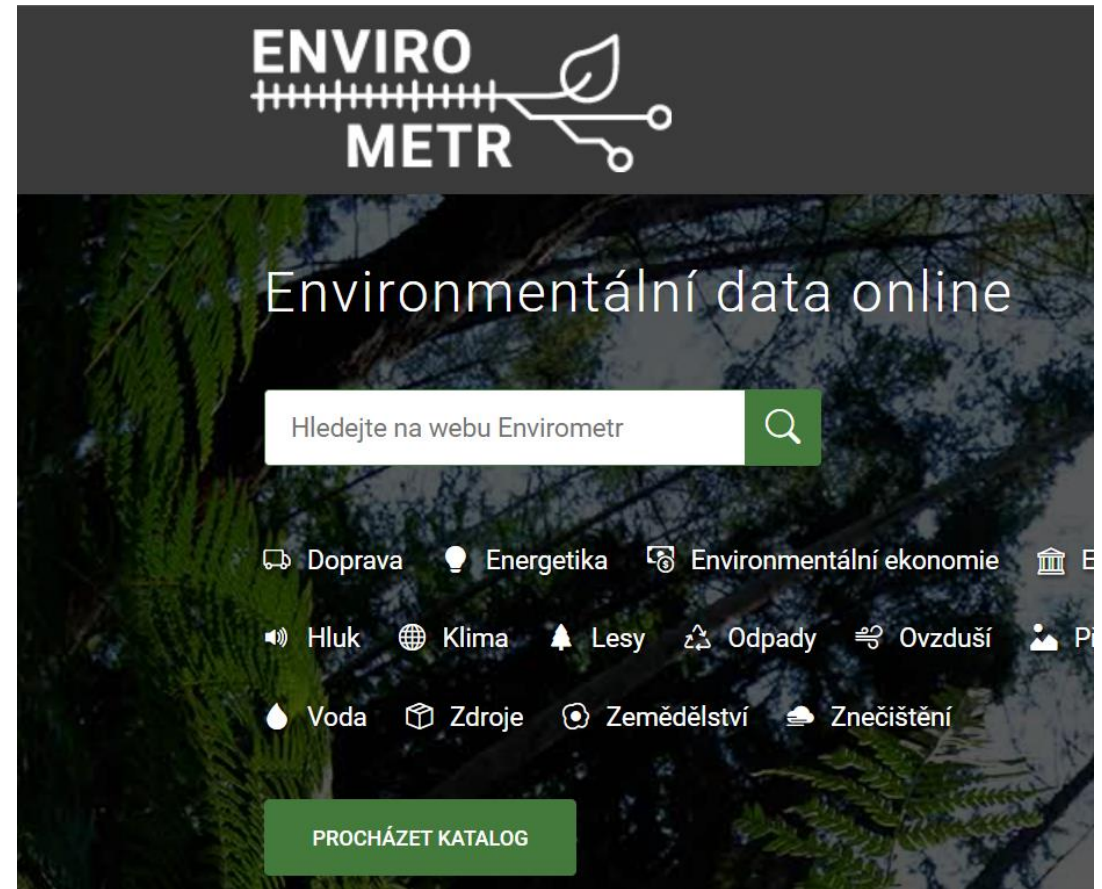 ENVIRO
METR
Environmentální data online
Hledejte na webu Envirometr
Doprava Energetika Environmentální ekonomie E
Hluk Klima Lesy Odpady Ovzduší Př
Voda Zdroje Zemědělství Znečištění
PROCHÁZET KATALOG